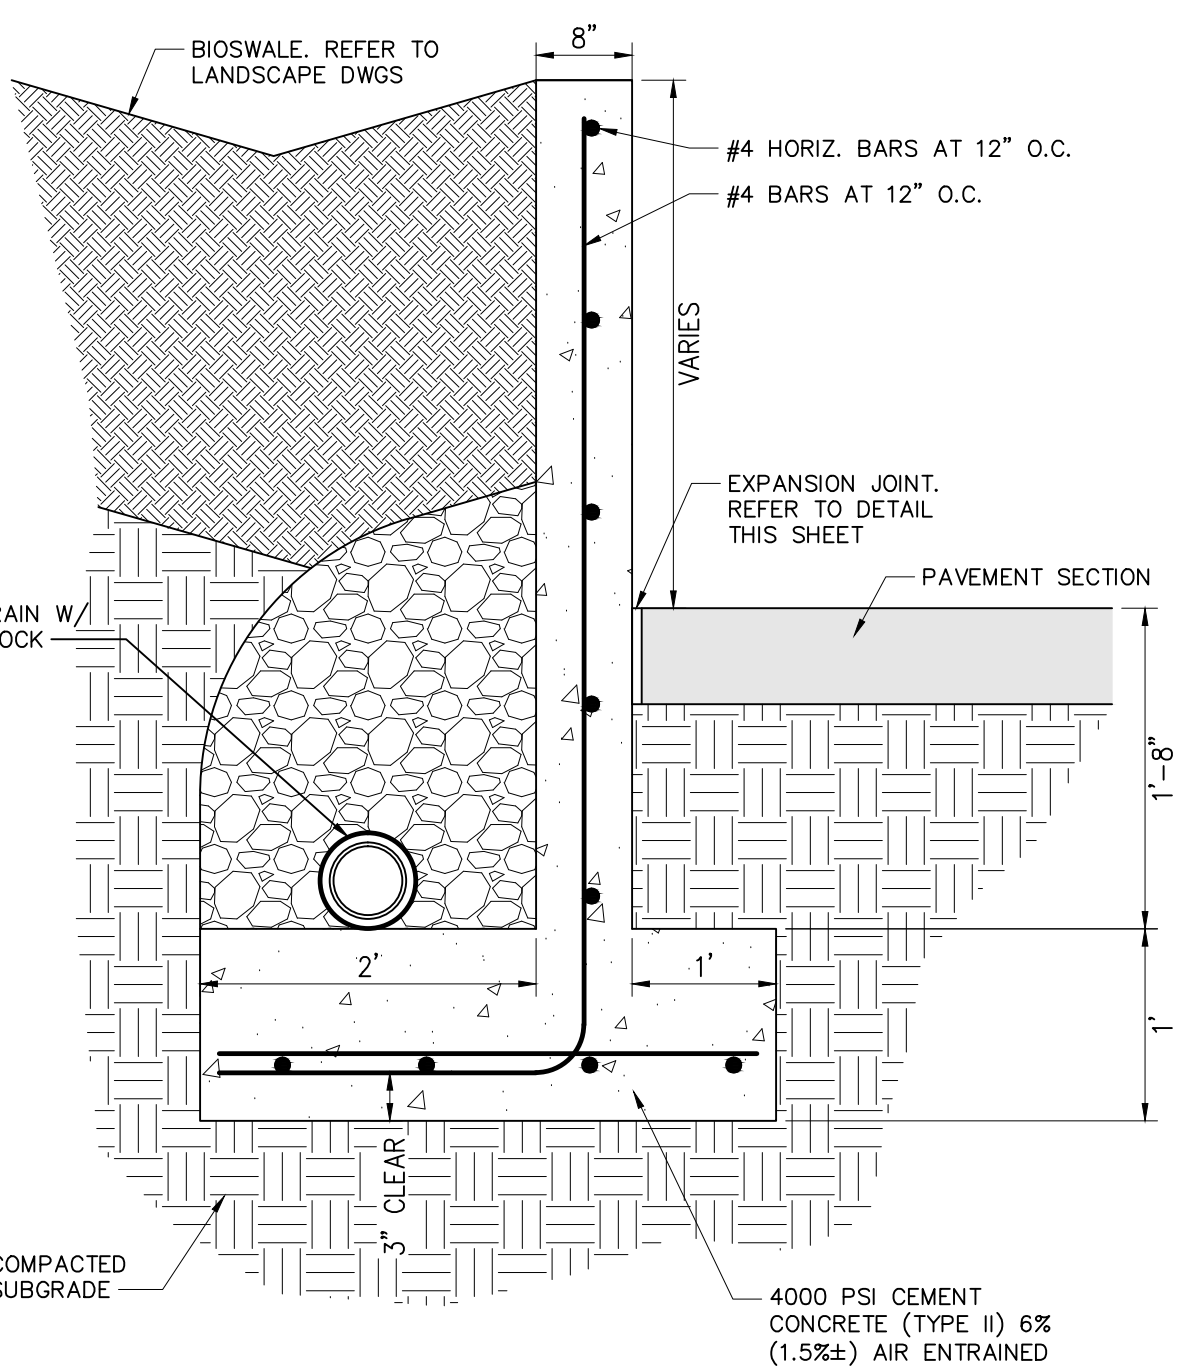 8"
BIOSWALE. REFER TO
LANDSCAPE DWGS
#4 HORIZ. BARS AT 12" O.C.
#4 BARS AT 12" O.C.
VARIES
EXPANSION JOINT.
REFER TO DETAIL
THIS SHEET
PAVEMENT SECTION
W/
1'-8"
2'
1'
1'
3" CLEAR
COMPACTED
SUBGRADE
4000 PSI CEMENT
CONCRETE (TYPE II) 6%
(1.5%±) AIR ENTRAINED